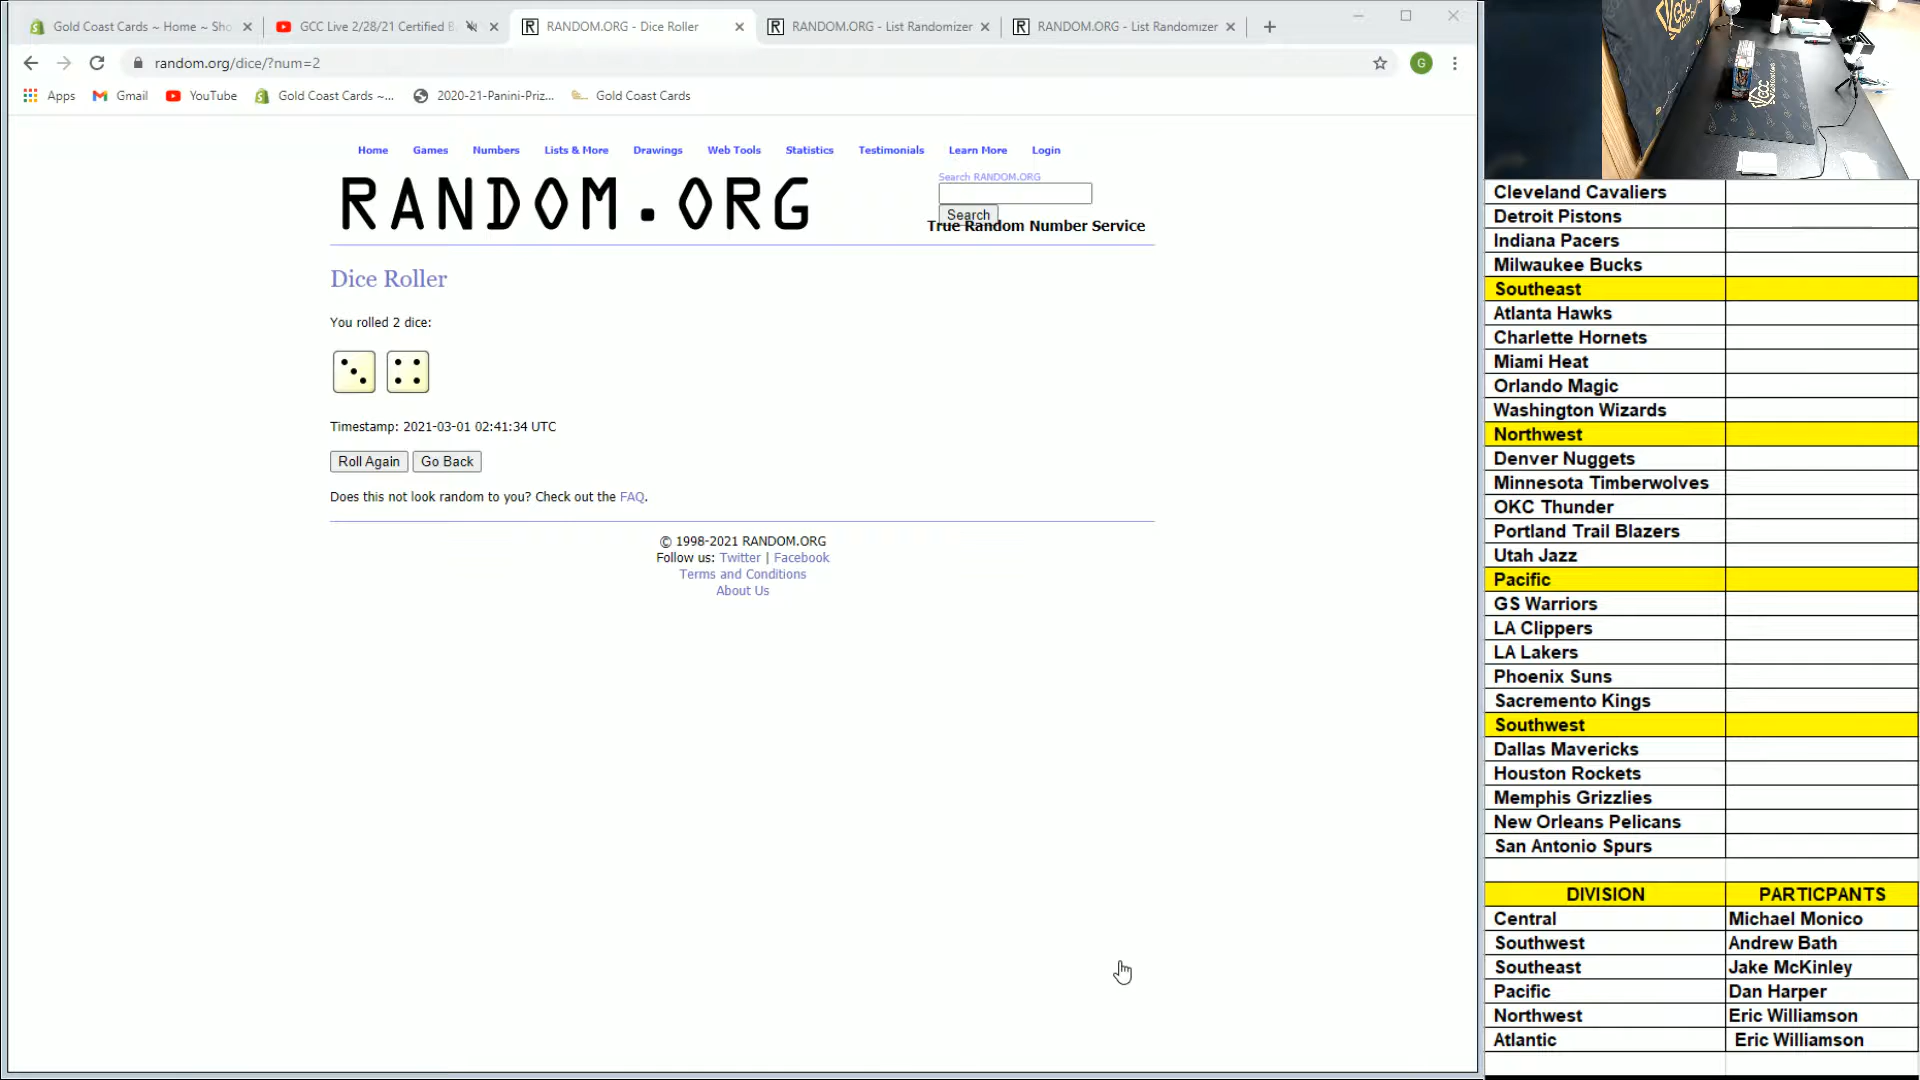 Gold Coast Cards ~ Home ~ Sho
GCC Live 2/28/21 Certified B
RANDOM.ORG - Dice Roller
RANDOM.ORG - List Randomizer
RANDOM.ORG - List Randomizer
random.org/dice/?num=2
G
Apps
Gmail
YouTube
Gold Coast Cards ~...
2020-21-Panini-Priz...
Gold Coast Cards
Home Games Numbers Lists & More Drawings Web Tools Statistics Testimonials Learn More Login
RANDOM.ORG
Search RANDOM.ORG
Search
True Random Number Service
Dice Roller
You rolled 2 dice:
Timestamp: 2021-03-01 02:41:34 UTC
Roll Again Go Back
Does this not look random to you? Check out the FAQ.
© 1998-2021 RANDOM.ORG
Follow us: Twitter | Facebook
Terms and Conditions
About Us
GCC
Cleveland Cavaliers
Detroit Pistons
Indiana Pacers
Milwaukee Bucks
Southeast
Atlanta Hawks
Charlette Hornets
Miami Heat
Orlando Magic
Washington Wizards
Northwest
Denver Nuggets
Minnesota Timberwolves
OKC Thunder
Portland Trail Blazers
Utah Jazz
Pacific
GS Warriors
LA Clippers
LA Lakers
Phoenix Suns
Sacremento Kings
Southwest
Dallas Mavericks
Houston Rockets
Memphis Grizzlies
New Orleans Pelicans
San Antonio Spurs
DIVISION PARTICPANTS
Central Michael Monico
Southwest Andrew Bath
Southeast Jake McKinley
Pacific Dan Harper
Northwest Eric Williamson
Atlantic Eric Williamson